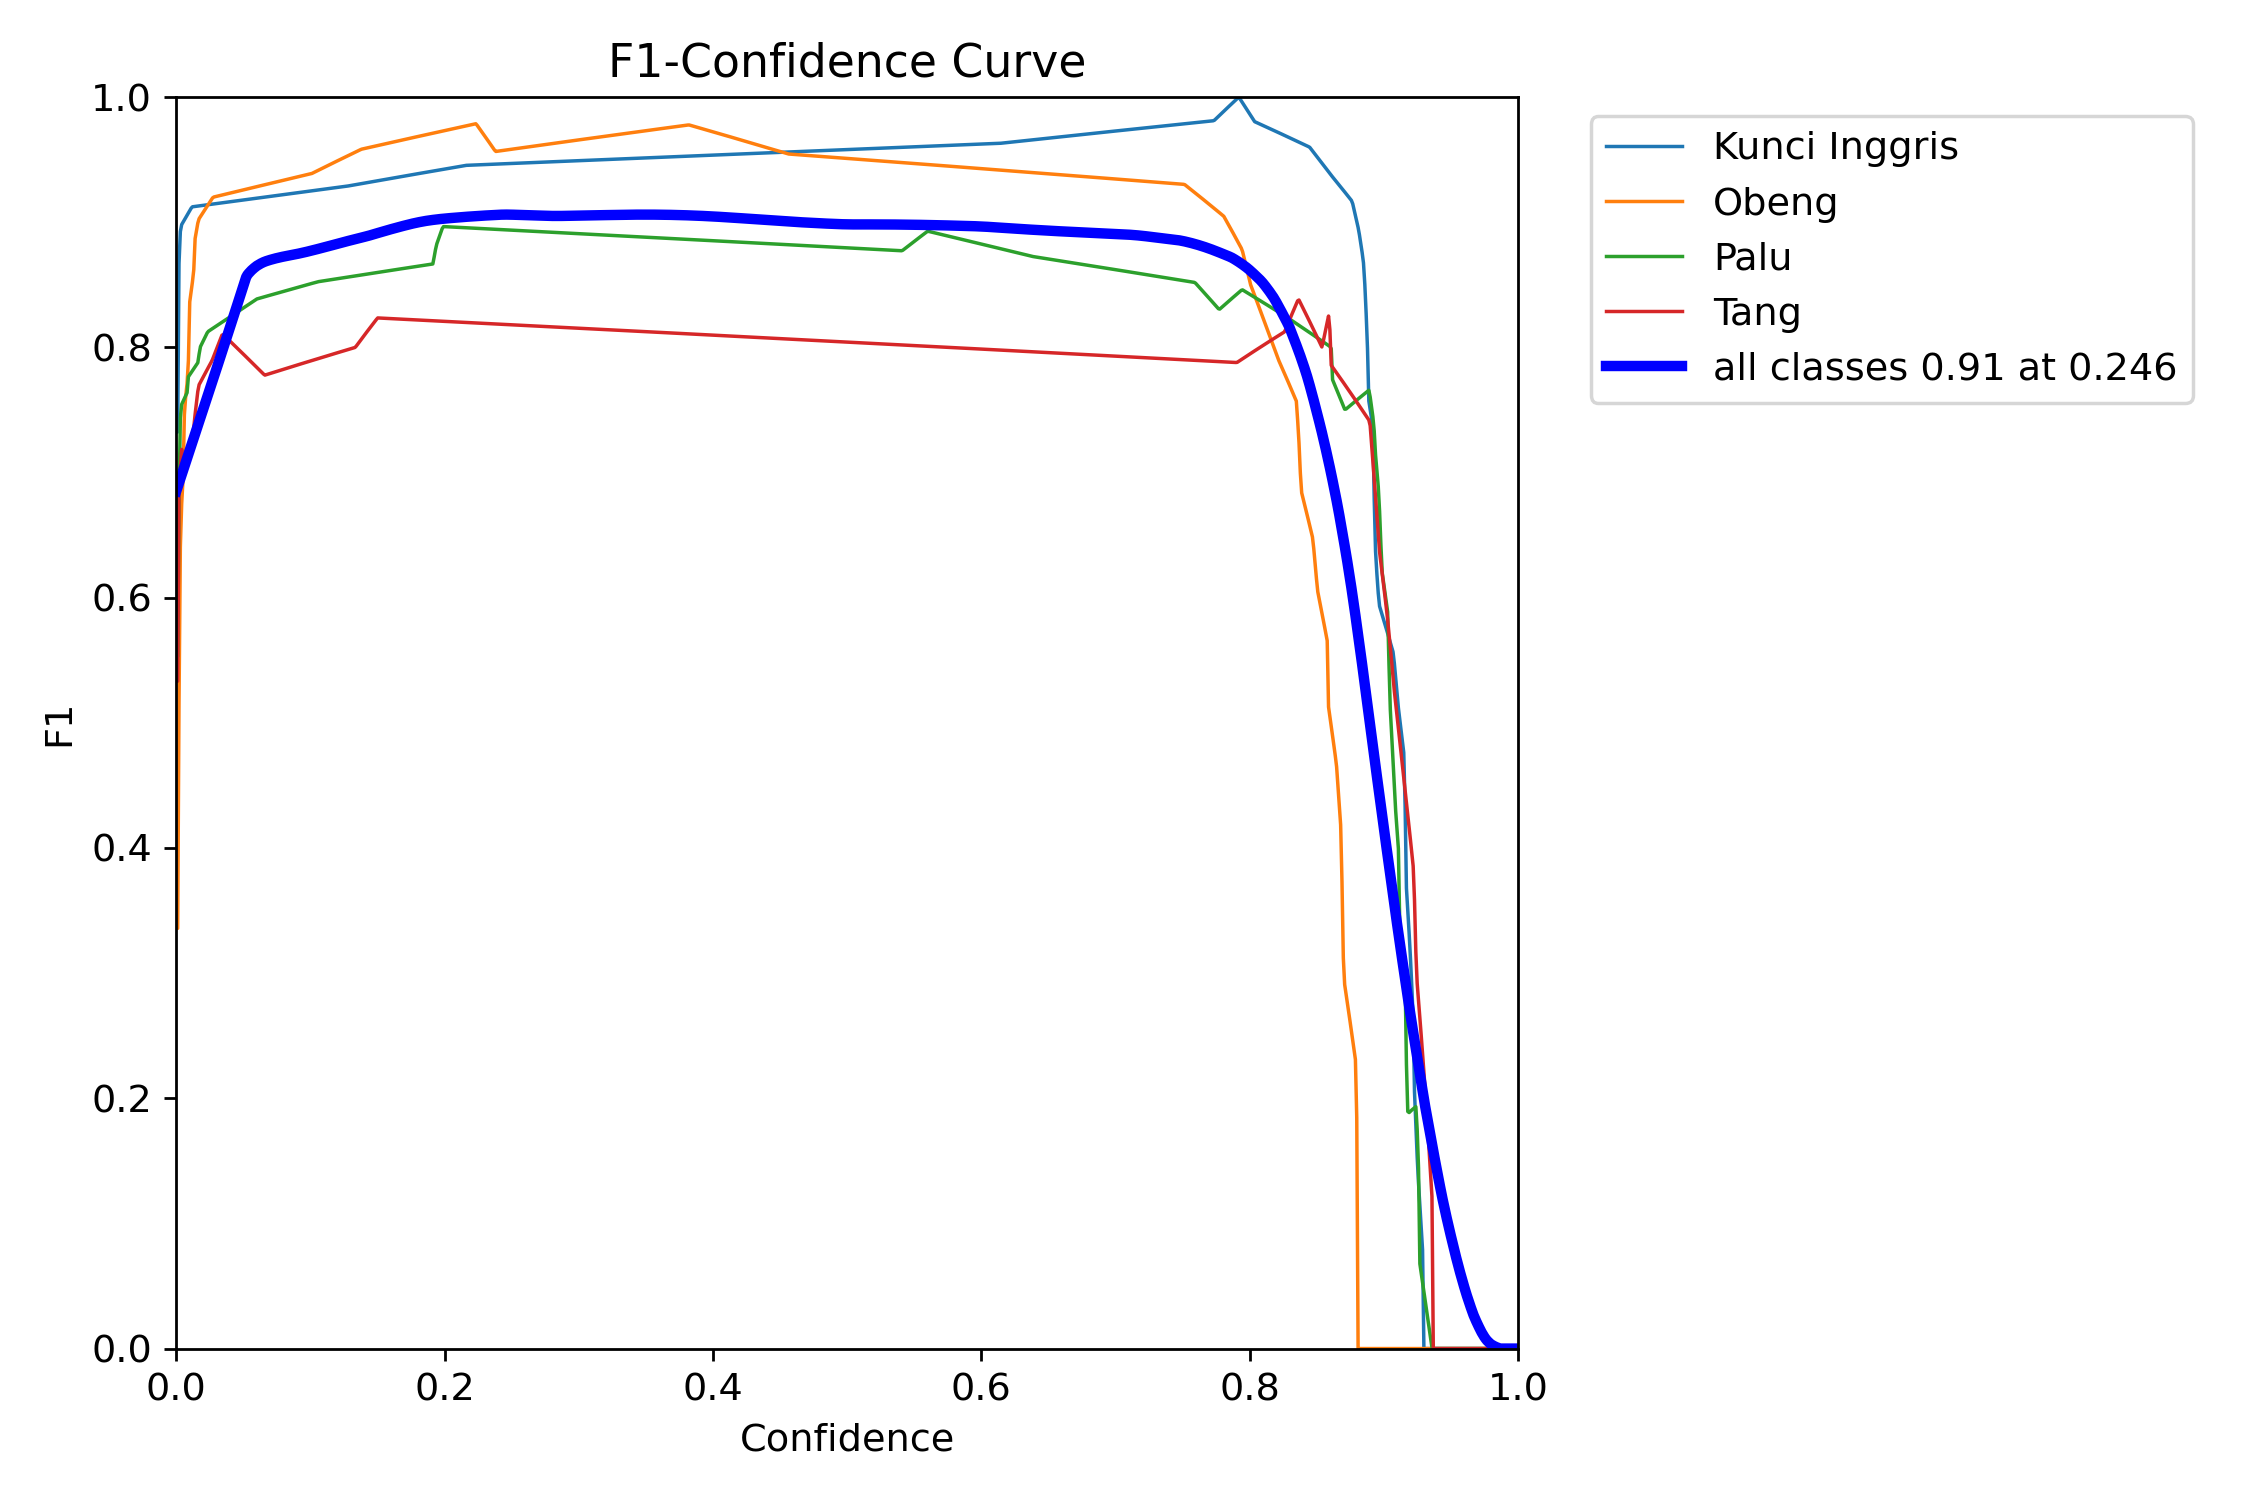 F1-Confidence Curve
1.0
0.8
0.6
0.4
0.2
0.0
F1
0.0 0.2 0.4 0.6 0.8 1.0
Confidence
Kunci Inggris
Obeng
Palu
Tang
all classes 0.91 at 0.246